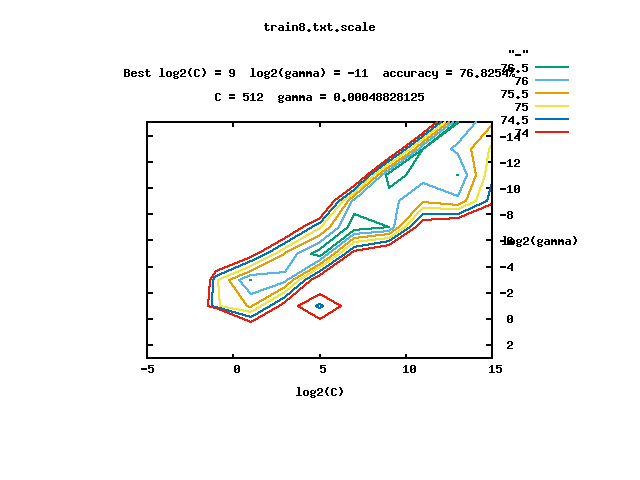 train8.txt.scale
"-"
Best log2(C) = 9 log2(gamma) = -11 accuracy = 76.8254%
76.5
76
C = 512 gamma = 0.00048828125
75.5
75
74.5
74
-14
-12
-10
-8
-6
log2(gamma)
-4
-2
0
2
-5 0 5 10 15
log2(C)